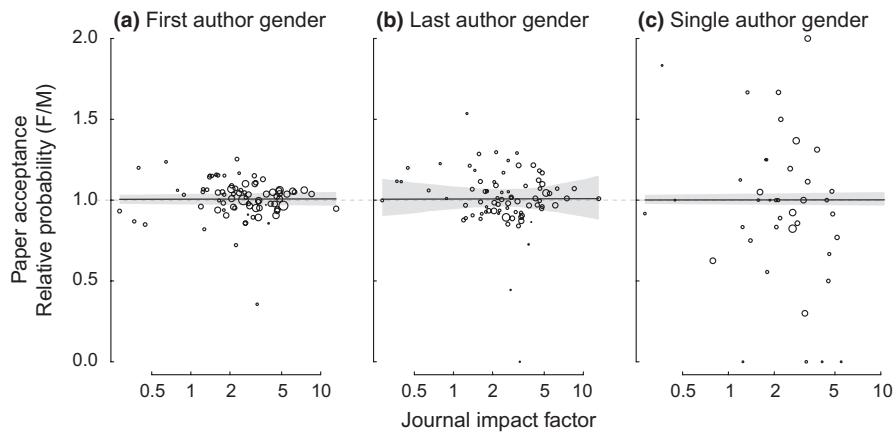 (a) First author gender
(b) Last author gender
(c) Single author gender
Paper acceptance
Relative probability (F/M)
2.0
1.5
1.0
0.5
0.0
0.5 1 2 5 10
0.5 1 2 5 10
0.5 1 2 5 10
Journal impact factor